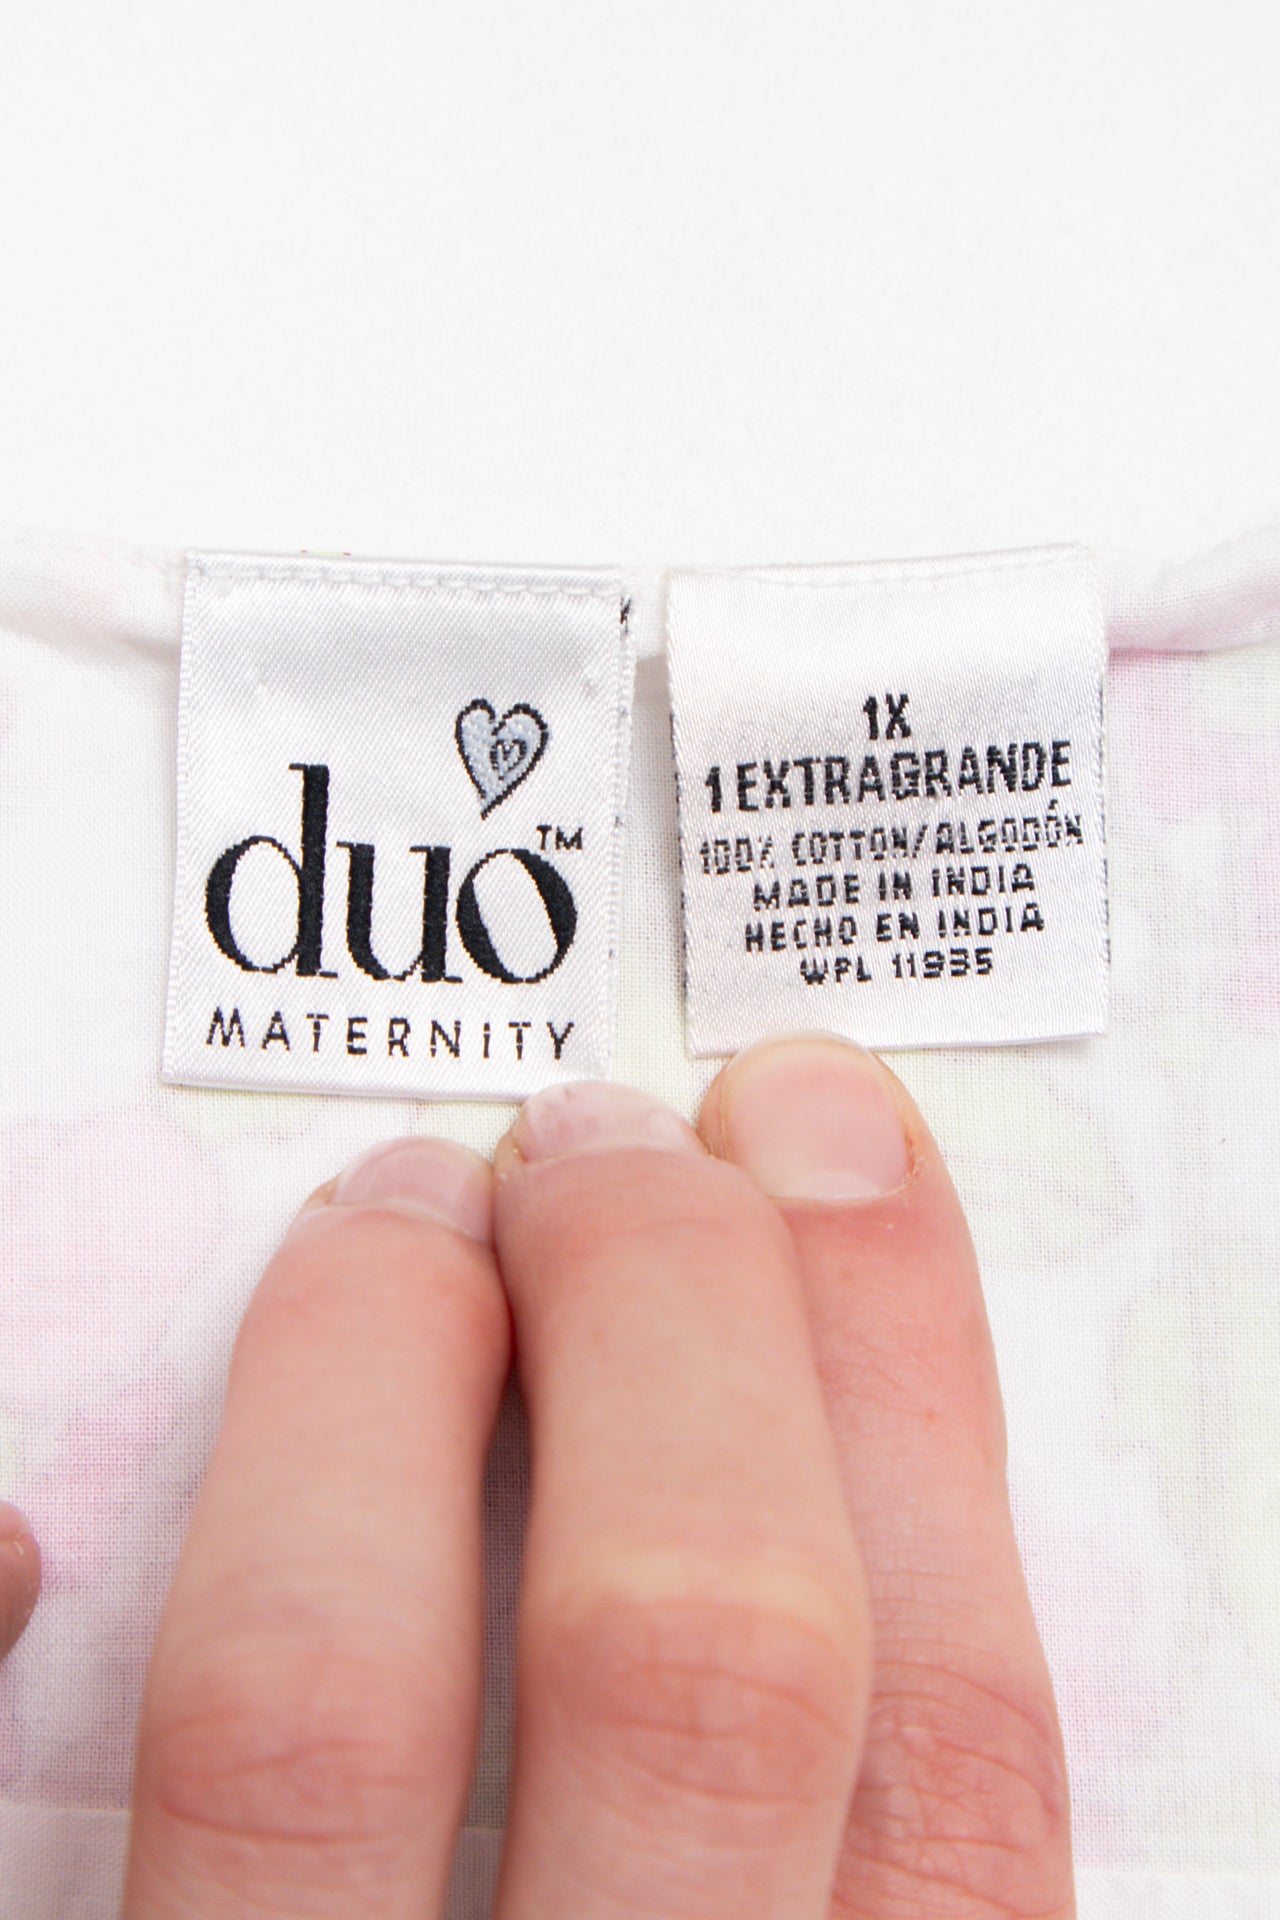 duo™
MATERNITY
1X
1 EXTRAGRANDE
100% COTTON/ALGODÓN
MADE IN INDIA
HECHO EN INDIA
WPL 11935